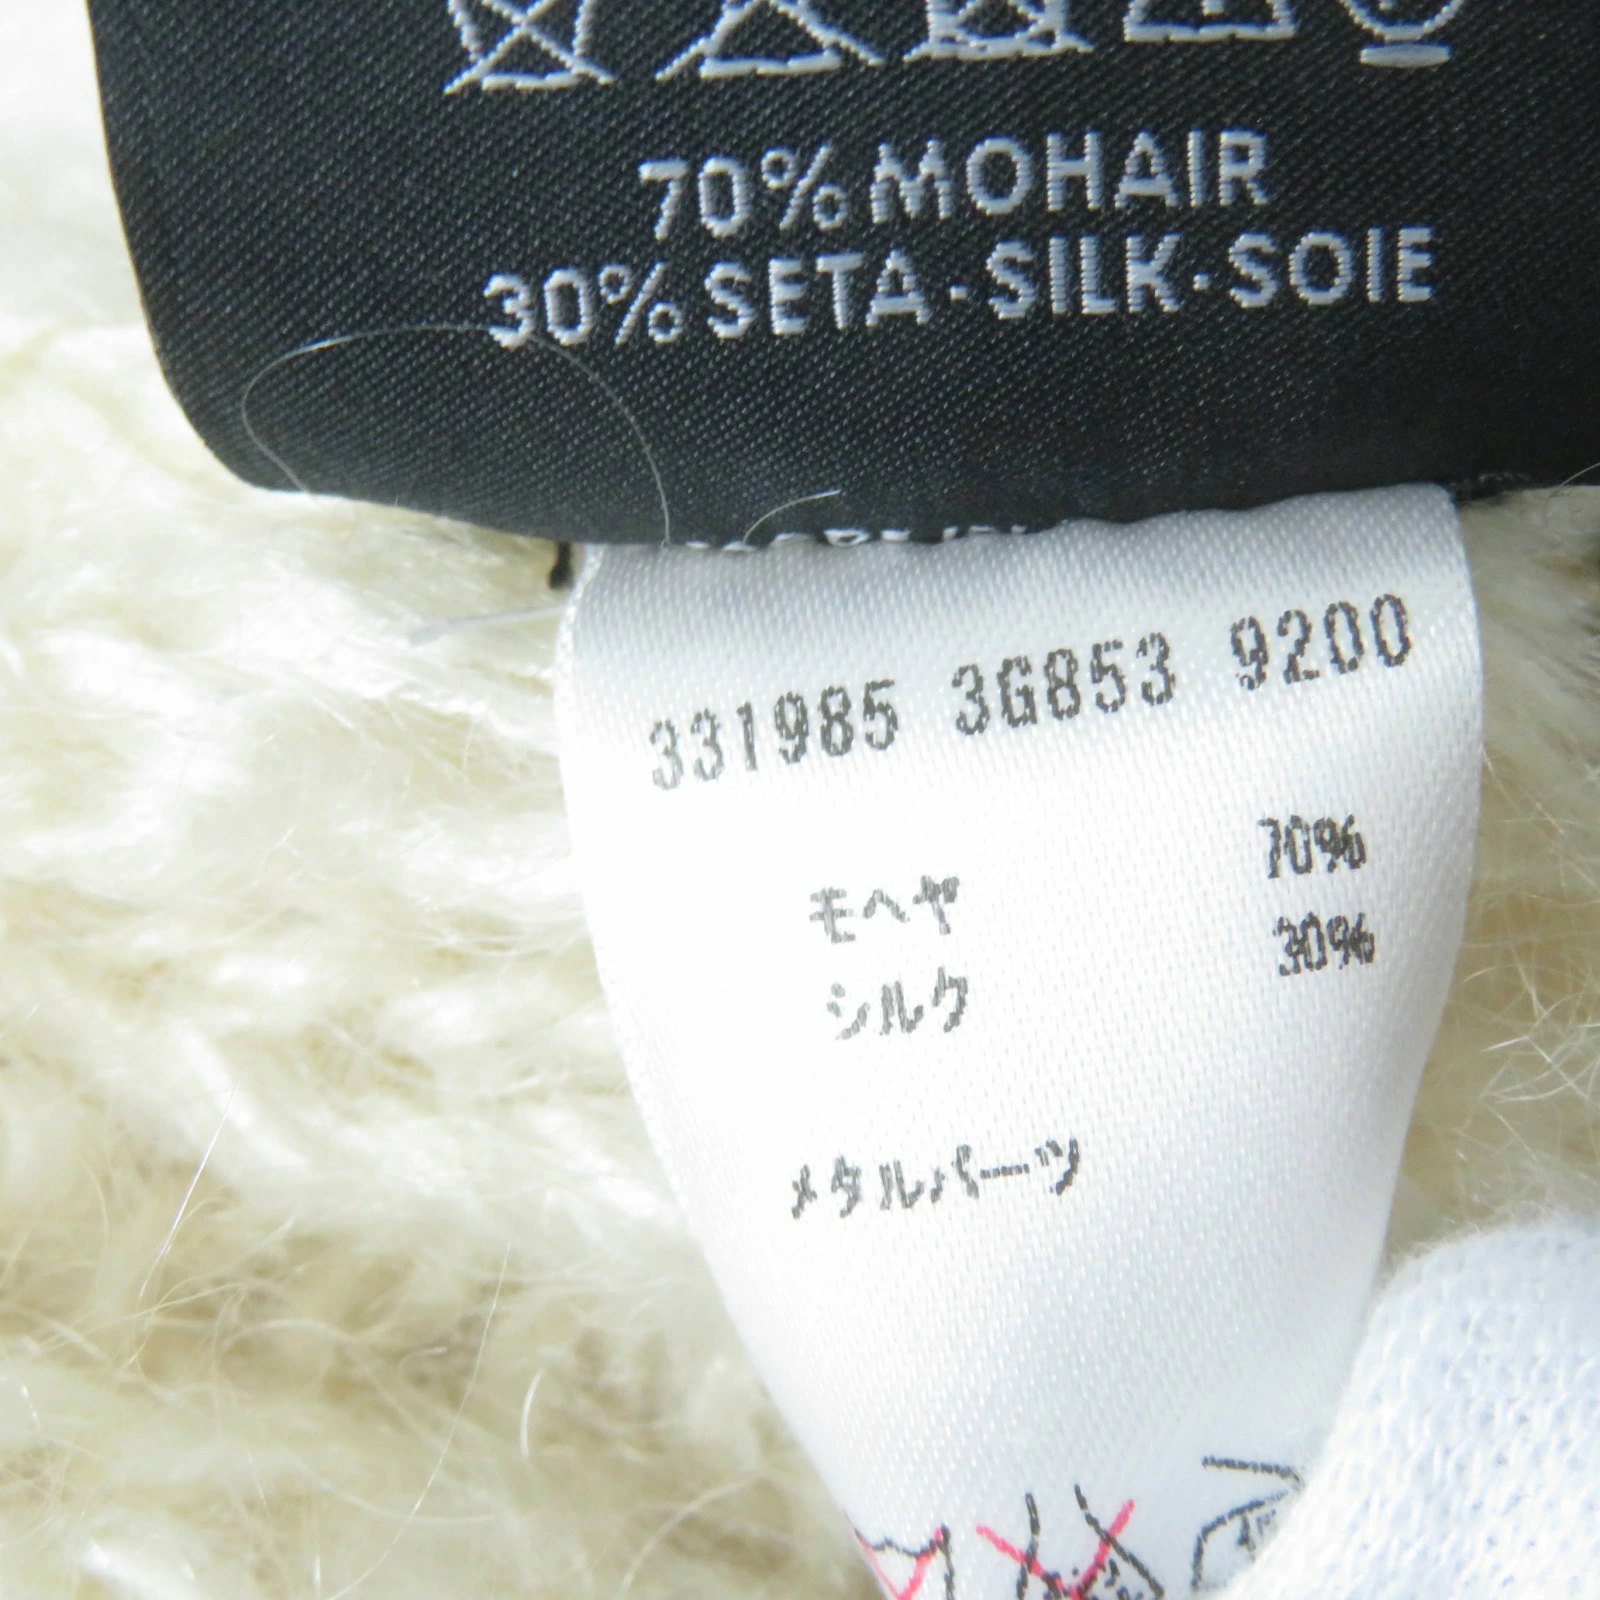 70% MOHAIR
30% SETA·SILK·SOIE
331985 3G853 9200
モヘヤ 70%
シルク 30%
メタルパーツ